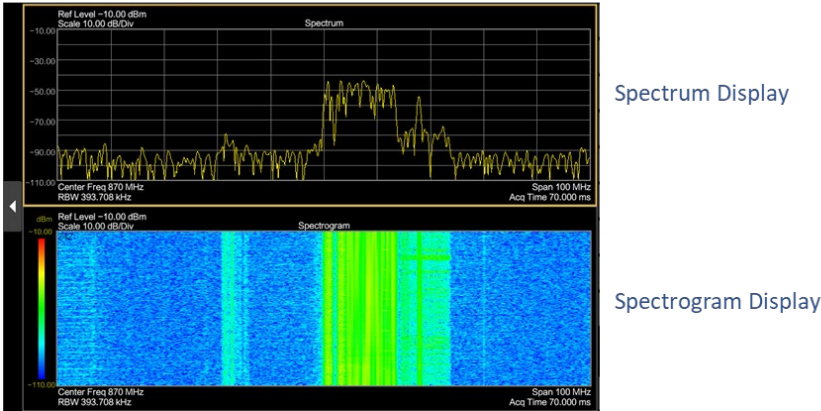 Ref Level −10.00 dBm
Scale 10.00 dB/Div
Spectrum
−10.00
−30.00
−50.00
−70.00
−90.00
−110.00
Center Freq 870 MHz
RBW 393.708 kHz
Span 100 MHz
Acq Time 70.000 ms
Spectrum Display
Ref Level −10.00 dBm
Scale 10.00 dB/Div
Spectrogram
dBm
−10.00
−110.00
Center Freq 870 MHz
RBW 393.708 kHz
Span 100 MHz
Acq Time 70.000 ms
Spectrogram Display